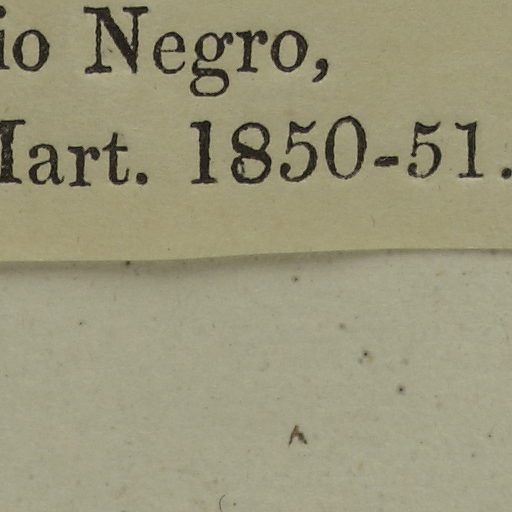 io Negro,
Mart. 1850-51.